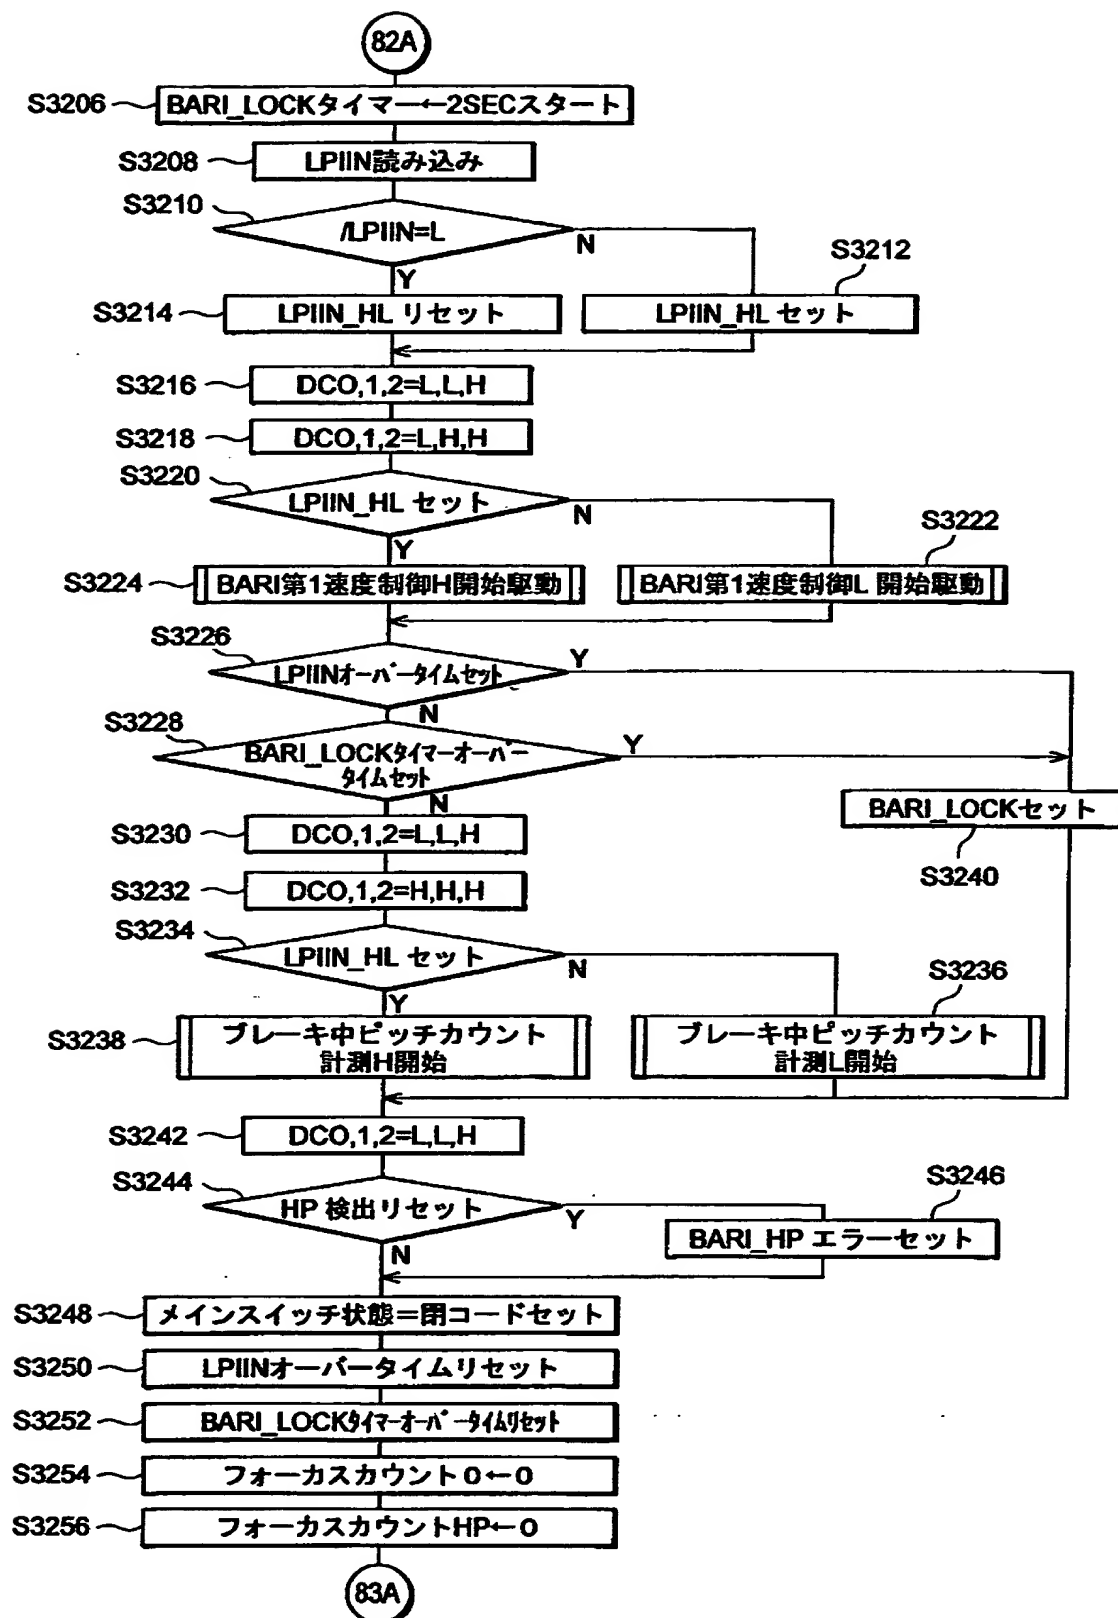 82A
S3206
BARI_LOCKタイマー←2SECスタート
S3208
LPIIN読み込み
S3210
/LPIIN=L
N
Y
S3212
LPIIN_HL セット
S3214
LPIIN_HL リセット
S3216
DCO,1,2=L,L,H
S3218
DCO,1,2=L,H,H
S3220
LPIIN_HL セット
N
Y
S3222
BARI第1速度制御L 開始駆動
S3224
BARI第1速度制御H開始駆動
S3226
LPIINオーバータイムセット
Y
N
S3228
BARI_LOCKタイマーオーバー
タイムセット
Y
N
S3230
DCO,1,2=L,L,H
BARI_LOCKセット
S3240
S3232
DCO,1,2=H,H,H
S3234
LPIIN_HL セット
N
Y
S3236
ブレーキ中ピッチカウント
計測L開始
S3238
ブレーキ中ピッチカウント
計測H開始
S3242
DCO,1,2=L,L,H
S3244
HP 検出リセット
Y
N
S3246
BARI_HP エラーセット
S3248
メインスイッチ状態＝閉コードセット
S3250
LPIINオーバータイムリセット
S3252
BARI_LOCKタイマーオーバータイムリセット
S3254
フォーカスカウント0←0
S3256
フォーカスカウントHP←0
83A